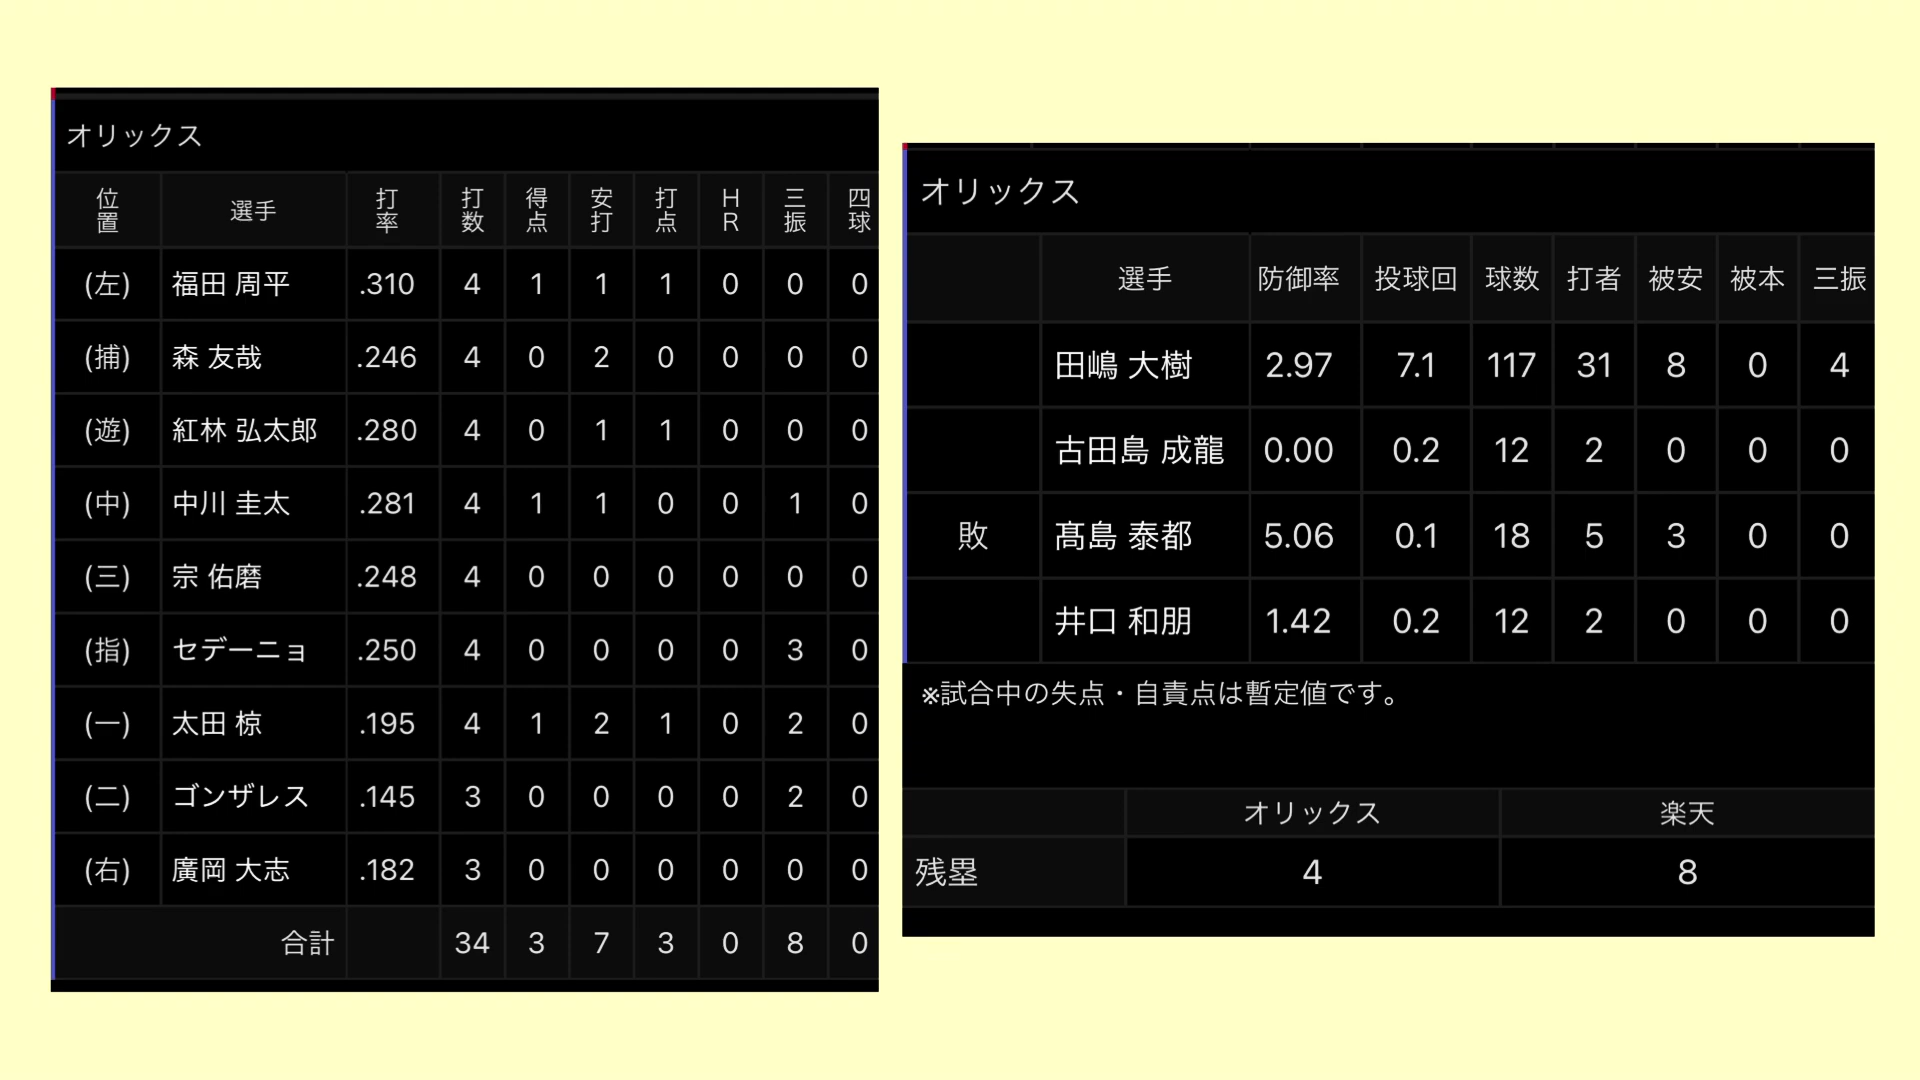 オリックス
位置 選手 打率 打数 得点 安打 打点 HR 三振 四球
(左) 福田 周平 .310 4 1 1 1 0 0 0
(捕) 森 友哉 .246 4 0 2 0 0 0 0
(遊) 紅林 弘太郎 .280 4 0 1 1 0 0 0
(中) 中川 圭太 .281 4 1 1 0 0 1 0
(三) 宗 佑磨 .248 4 0 0 0 0 0 0
(指) セデーニョ .250 4 0 0 0 0 3 0
(一) 太田 椋 .195 4 1 2 1 0 2 0
(二) ゴンザレス .145 3 0 0 0 0 2 0
(右) 廣岡 大志 .182 3 0 0 0 0 0 0
合計 34 3 7 3 0 8 0
オリックス
選手 防御率 投球回 球数 打者 被安 被本 三振
田嶋 大樹 2.97 7.1 117 31 8 0 4
古田島 成龍 0.00 0.2 12 2 0 0 0
敗 髙島 泰都 5.06 0.1 18 5 3 0 0
井口 和朋 1.42 0.2 12 2 0 0 0
※試合中の失点・自責点は暫定値です。
オリックス 楽天
残塁 4 8